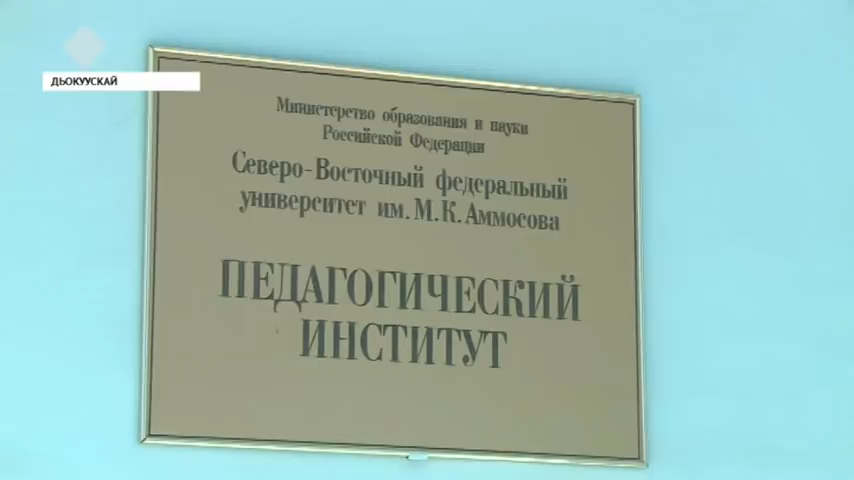 ДЬОКУУСКАЙ
Министерство образования и науки
Российской Федерации
Северо-Восточный федеральный
университет им. М.К. Аммосова
ПЕДАГОГИЧЕСКИЙ
ИНСТИТУТ